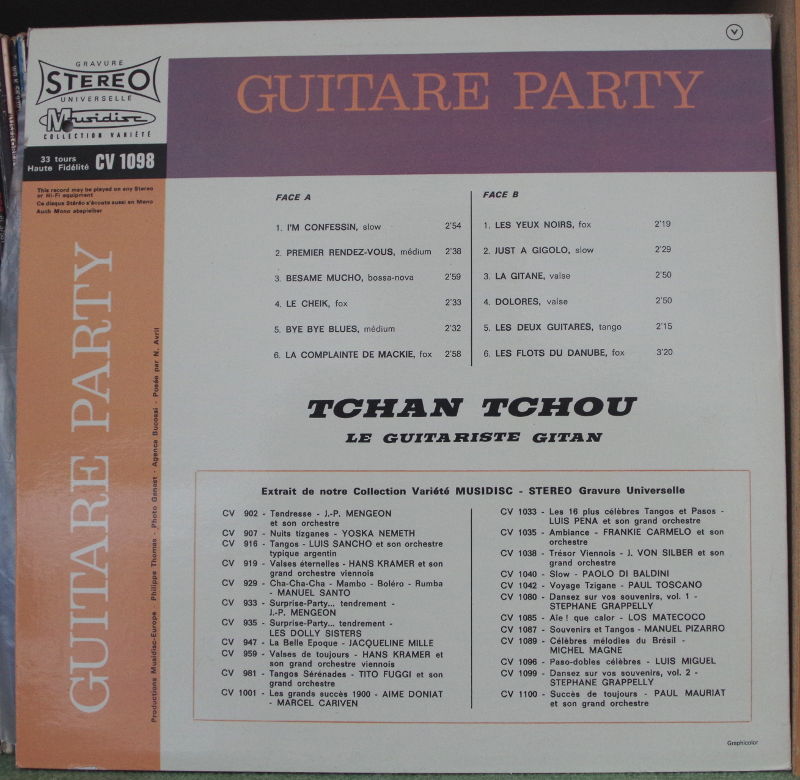 V
GRAVURE
STEREO
UNIVERSELLE
Musidisc
COLLECTION VARIÉTÉ
33 tours
Haute Fidélité CV 1098
This record may be played on any Stereo
or Hi-Fi equipment
Ce disque Stéréo s'écoute aussi en Mono
Auch Mono abspielbar
GUITARE PARTY
GUITARE PARTY
Productions Musidisc-Europe - Philippe Thomas - Photo Ganast - Agence Bucossi - Posée par N. Avril
FACE A
1. I'M CONFESSIN, slow 2'54
2. PREMIER RENDEZ-VOUS, médium 2'38
3. BESAME MUCHO, bossa-nova 2'59
4. LE CHEIK, fox 2'33
5. BYE BYE BLUES, médium 2'32
6. LA COMPLAINTE DE MACKIE, fox 2'58
FACE B
1. LES YEUX NOIRS, fox 2'19
2. JUST A GIGOLO, slow 2'29
3. LA GITANE, valse 2'50
4. DOLORES, valse 2'50
5. LES DEUX GUITARES, tango 2'15
6. LES FLOTS DU DANUBE, fox 3'20
TCHAN TCHOU
LE GUITARISTE GITAN
Extrait de notre Collection Variété MUSIDISC - STEREO Gravure Universelle
CV 902 - Tendresse - J.-P. MENGEON
et son orchestre
CV 907 - Nuits tizganes - YOSKA NEMETH
CV 916 - Tangos - LUIS SANCHO et son orchestre
typique argentin
CV 919 - Valses éternelles - HANS KRAMER et son
grand orchestre viennois
CV 929 - Cha-Cha-Cha - Mambo - Boléro - Rumba
- MANUEL SANTO
CV 933 - Surprise-Party... tendrement -
J.-P. MENGEON
CV 935 - Surprise-Party... tendrement -
LES DOLLY SISTERS
CV 947 - La Belle Epoque - JACQUELINE MILLE
CV 959 - Valses de toujours - HANS KRAMER et
son grand orchestre viennois
CV 981 - Tangos Sérénades - TITO FUGGI et son
grand orchestre
CV 1001 - Les grands succès 1900 - AIME DONIAT
- MARCEL CARIVEN
CV 1033 - Les 16 plus célèbres Tangos et Pasos -
LUIS PENA et son grand orchestre
CV 1035 - Ambiance - FRANKIE CARMELO et son
orchestre
CV 1038 - Trésor Viennois - J. VON SILBER et son
grand orchestre
CV 1040 - Slow - PAOLO DI BALDINI
CV 1042 - Voyage Tzigane - PAUL TOSCANO
CV 1080 - Dansez sur vos souvenirs, vol. 1 -
STEPHANE GRAPPELLY
CV 1085 - Aïe ! que calor - LOS MATECOCO
CV 1087 - Souvenirs et Tangos - MANUEL PIZARRO
CV 1089 - Célèbres mélodies du Brésil -
MICHEL MAGNE
CV 1096 - Paso-dobles célèbres - LUIS MIGUEL
CV 1099 - Dansez sur vos souvenirs, vol. 2 -
STEPHANE GRAPPELLY
CV 1100 - Succès de toujours - PAUL MAURIAT
et son grand orchestre
Graphicolor